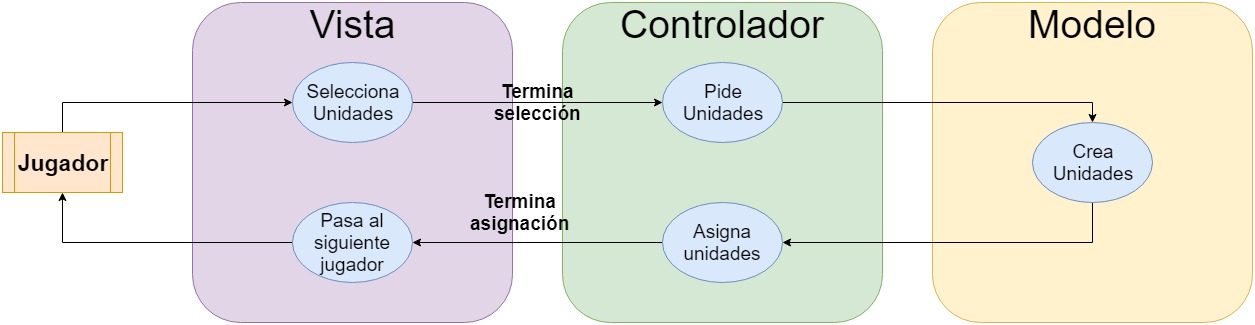 Vista
Controlador
Modelo
Selecciona
Unidades
Termina
selección
Pide
Unidades
Jugador
Crea
Unidades
Pasa al
siguiente
jugador
Termina
asignación
Asigna
unidades